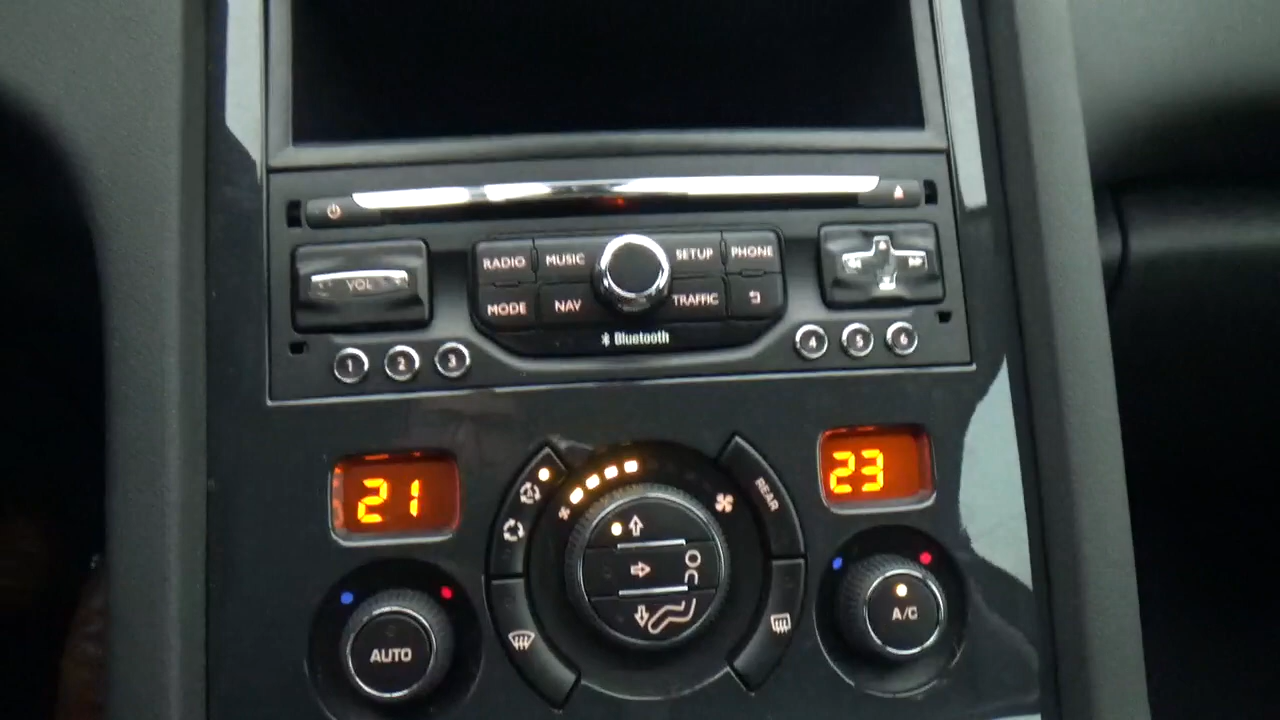 RADIO MUSIC SETUP PHONE
VOL
MODE NAV TRAFFIC
Bluetooth
1 2 3 4 5 6
21 23
REAR
AUTO A/C